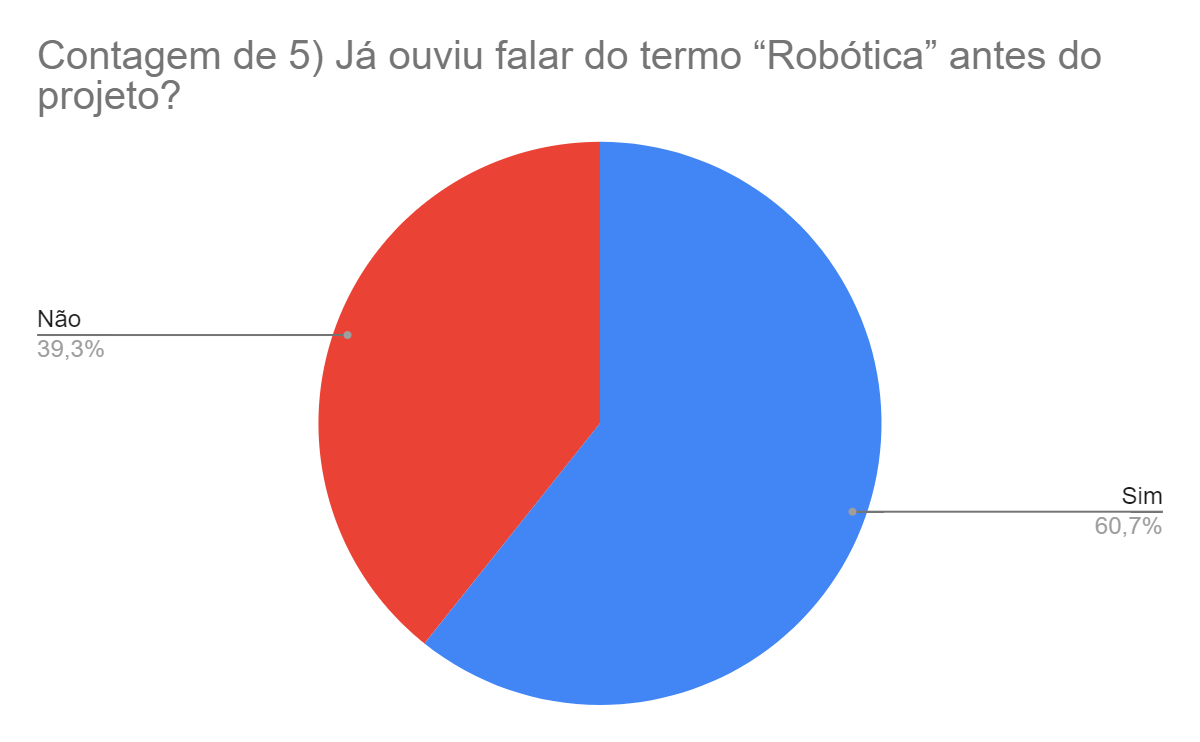 Contagem de 5) Já ouviu falar do termo “Robótica” antes do
projeto?
Não
39,3%
Sim
60,7%